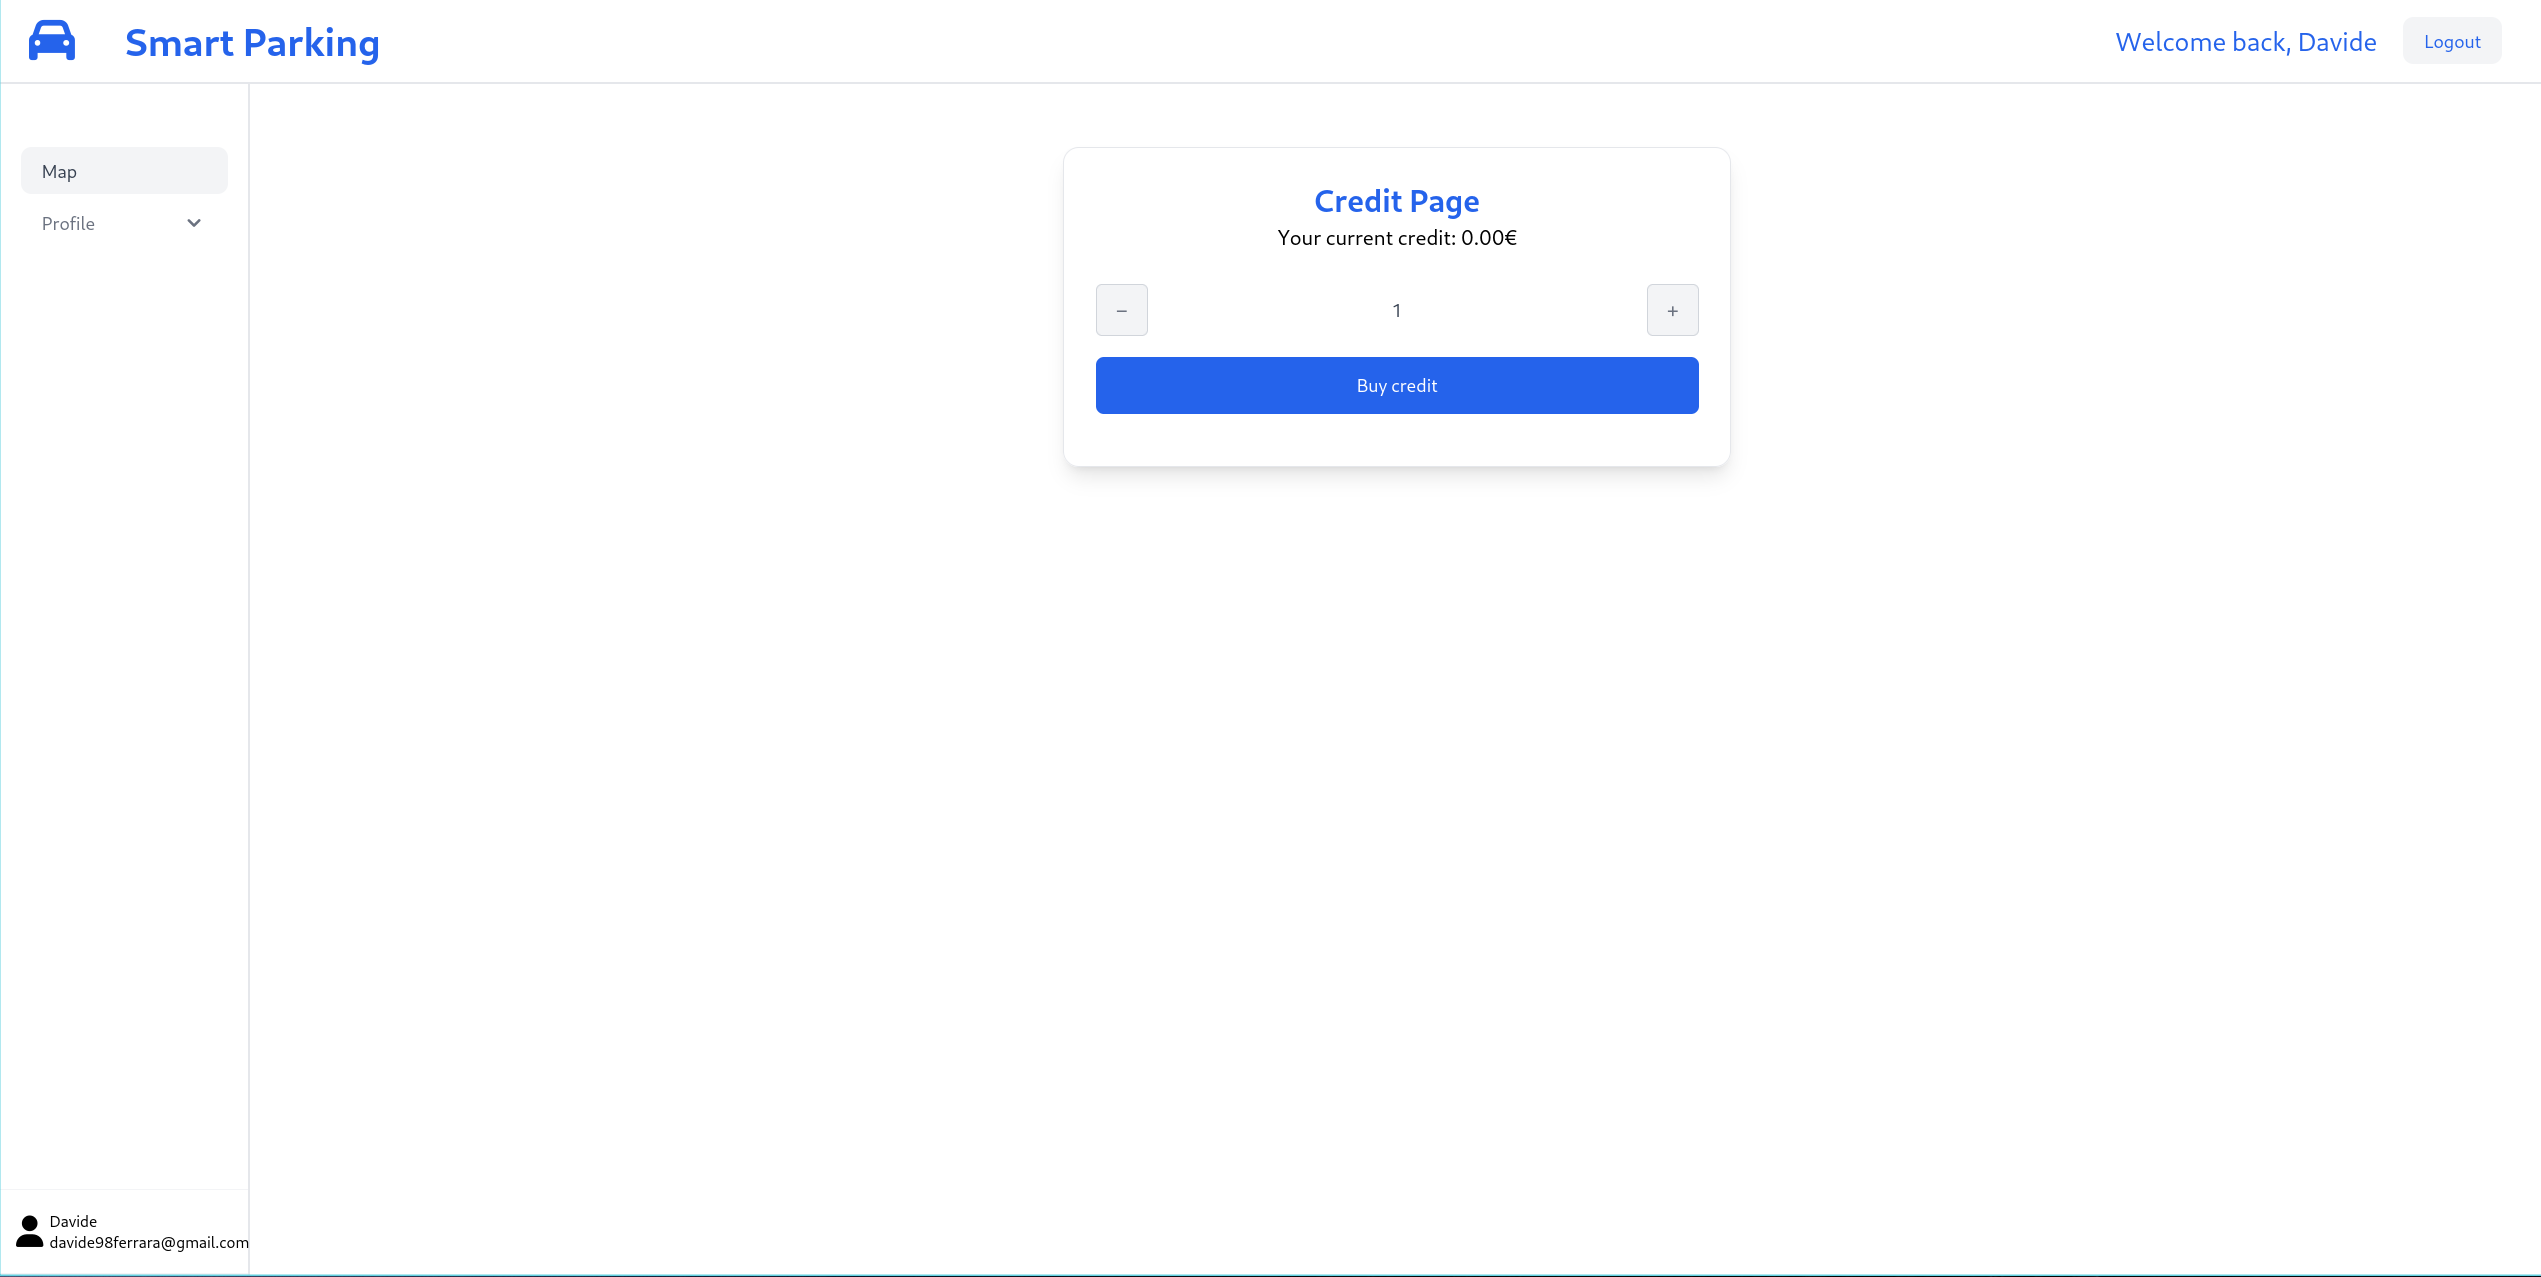 Smart Parking
Welcome back, Davide
Logout
Map
Profile
Credit Page
Your current credit: 0.00€
− 1 +
Buy credit
Davide
davide98ferrara@gmail.com